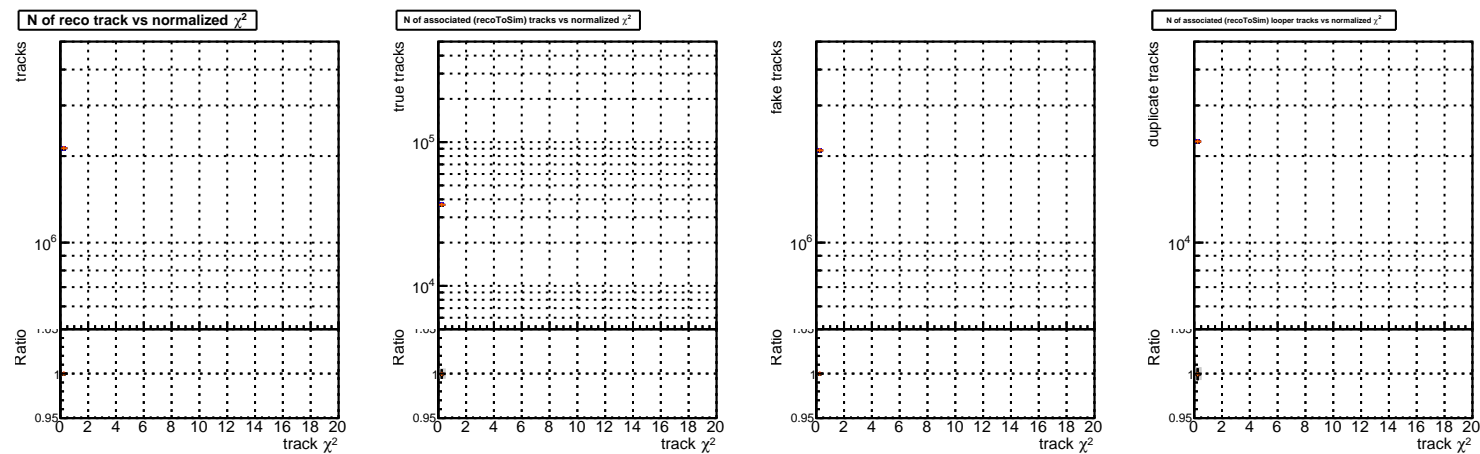 N of reco track vs normalized χ²
tracks
10⁶
Ratio
1
0.95
0 2 4 6 8 10 12 14 16 18 20
track χ²
N of associated (recoToSim) tracks vs normalized χ²
true tracks
10⁵
10⁴
Ratio
1
0.95
0 2 4 6 8 10 12 14 16 18 20
track χ²
fake tracks
10⁶
Ratio
1
0.95
0 2 4 6 8 10 12 14 16 18 20
track χ²
N of associated (recoToSim) looper tracks vs normalized χ²
duplicate tracks
10⁴
Ratio
1
0.95
0 2 4 6 8 10 12 14 16 18 20
track χ²